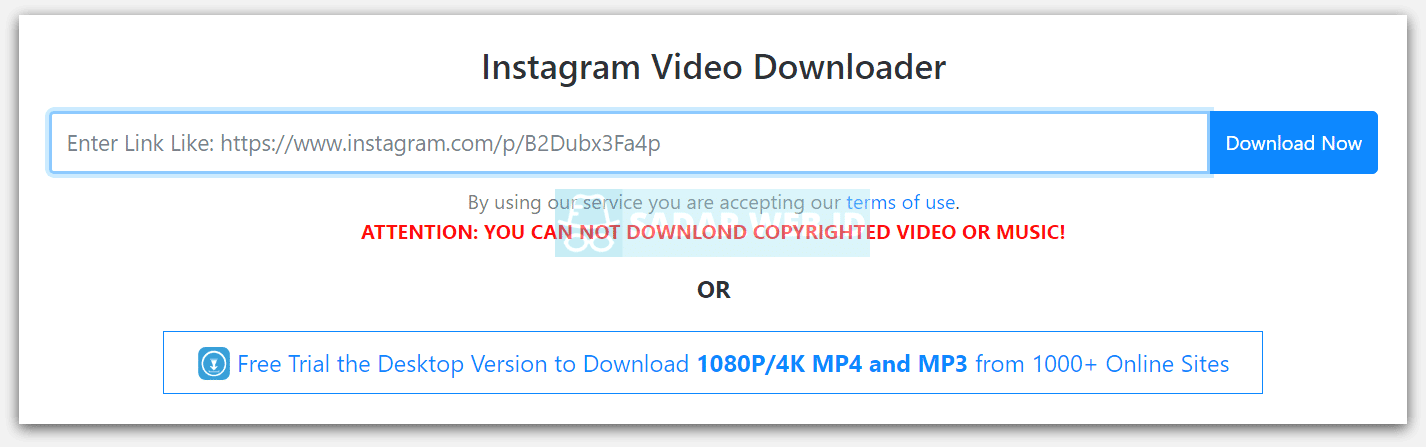 Instagram Video Downloader
Enter Link Like: https://www.instagram.com/p/B2Dubx3Fa4p
Download Now
By using our service you are accepting our terms of use.
SADAR WEB ID
ATTENTION: YOU CAN NOT DOWNLOND COPYRIGHTED VIDEO OR MUSIC!
OR
Free Trial the Desktop Version to Download 1080P/4K MP4 and MP3 from 1000+ Online Sites